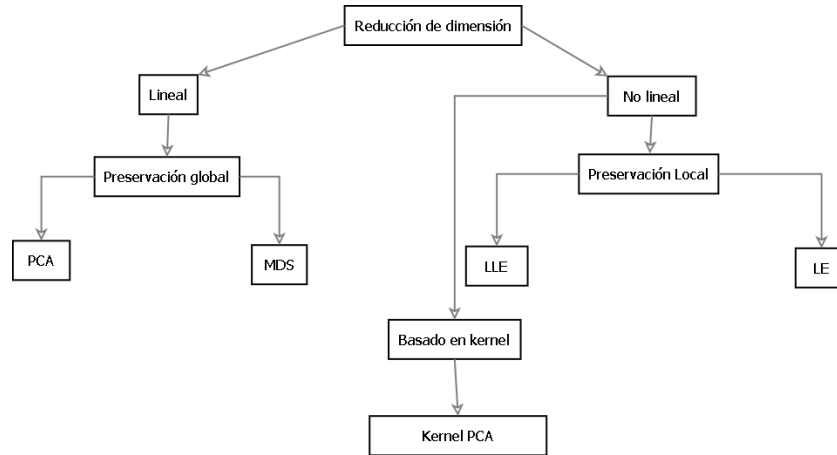 Reducción de dimensión
Lineal
No lineal
Preservación global
Preservación Local
PCA
MDS
LLE
LE
Basado en kernel
Kernel PCA